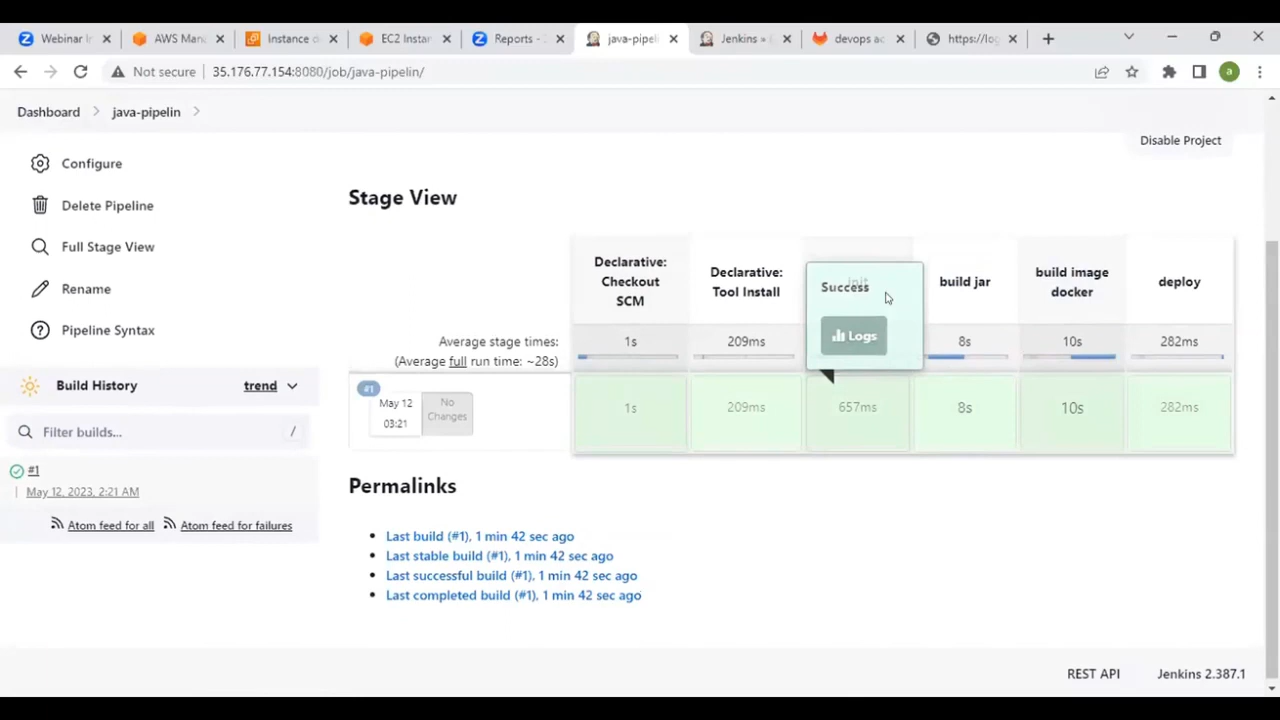 Webinar I
AWS Mana
Instance d
EC2 Instan
Reports -
java-pipeli
Jenkins » (
devops ac
https://log
Not secure
35.176.77.154:8080/job/java-pipelin/
a
Dashboard
java-pipelin
Disable Project
Configure
Delete Pipeline
Full Stage View
Rename
Pipeline Syntax
Build History
trend
Filter builds...
/
#1
May 12, 2023, 2:21 AM
Atom feed for all
Atom feed for failures
Stage View
Declarative:
Checkout
SCM
Declarative:
Tool Install
init
build jar
build image
docker
deploy
Success
Logs
Average stage times:
(Average full run time: ~28s)
1s
209ms
8s
10s
282ms
#1
May 12
03:21
No
Changes
1s
209ms
657ms
8s
10s
282ms
Permalinks
Last build (#1), 1 min 42 sec ago
Last stable build (#1), 1 min 42 sec ago
Last successful build (#1), 1 min 42 sec ago
Last completed build (#1), 1 min 42 sec ago
REST API
Jenkins 2.387.1